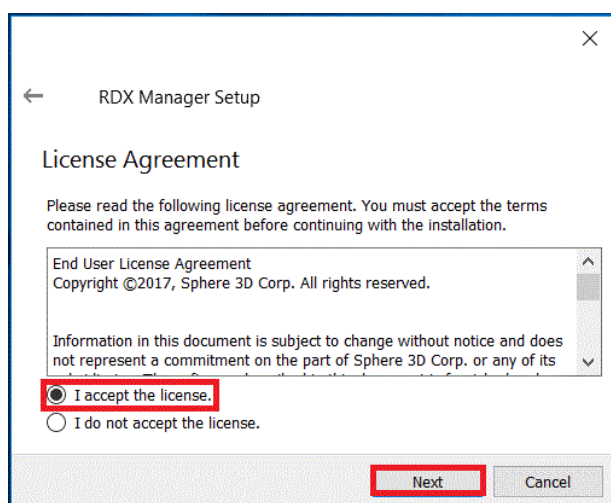 RDX Manager Setup
License Agreement
Please read the following license agreement. You must accept the terms
contained in this agreement before continuing with the installation.
End User License Agreement
Copyright ©2017, Sphere 3D Corp. All rights reserved.
Information in this document is subject to change without notice and does
not represent a commitment on the part of Sphere 3D Corp. or any of its
I accept the license.
I do not accept the license.
Next
Cancel